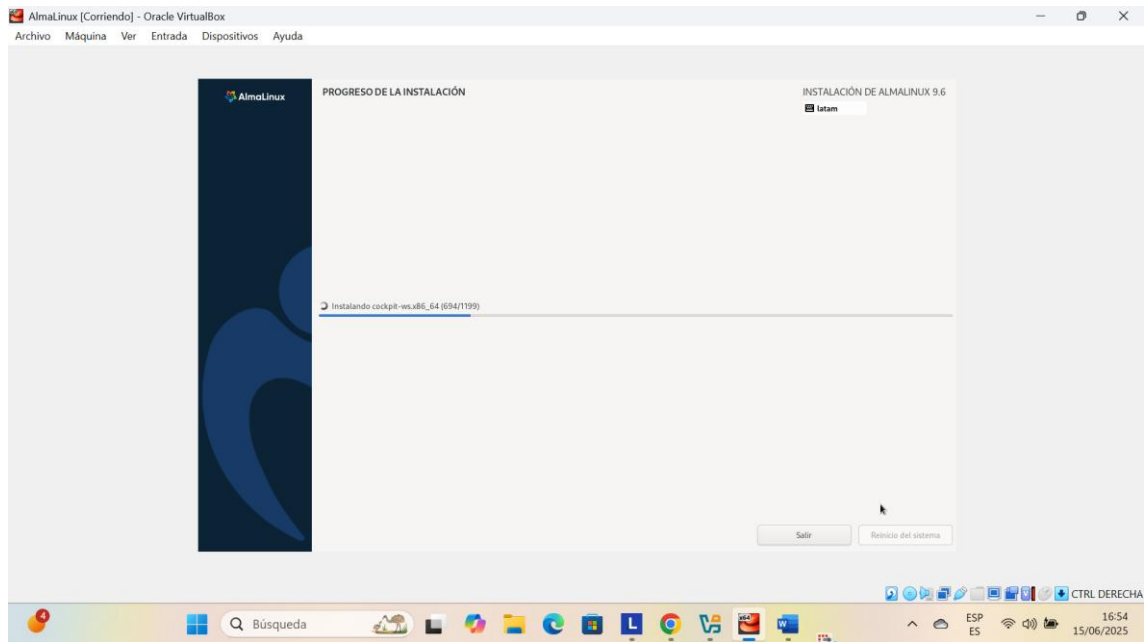 AlmaLinux [Corriendo] - Oracle VirtualBox
Archivo Máquina Ver Entrada Dispositivos Ayuda
AlmaLinux
PROGRESO DE LA INSTALACIÓN
INSTALACIÓN DE ALMALINUX 9.6
latam
Instalando cockpit-ws.x86_64 (694/1199)
Salir
Reinicio del sistema
CTRL DERECHA
4
Búsqueda
L
W
ESP
ES
16:54
15/06/2025